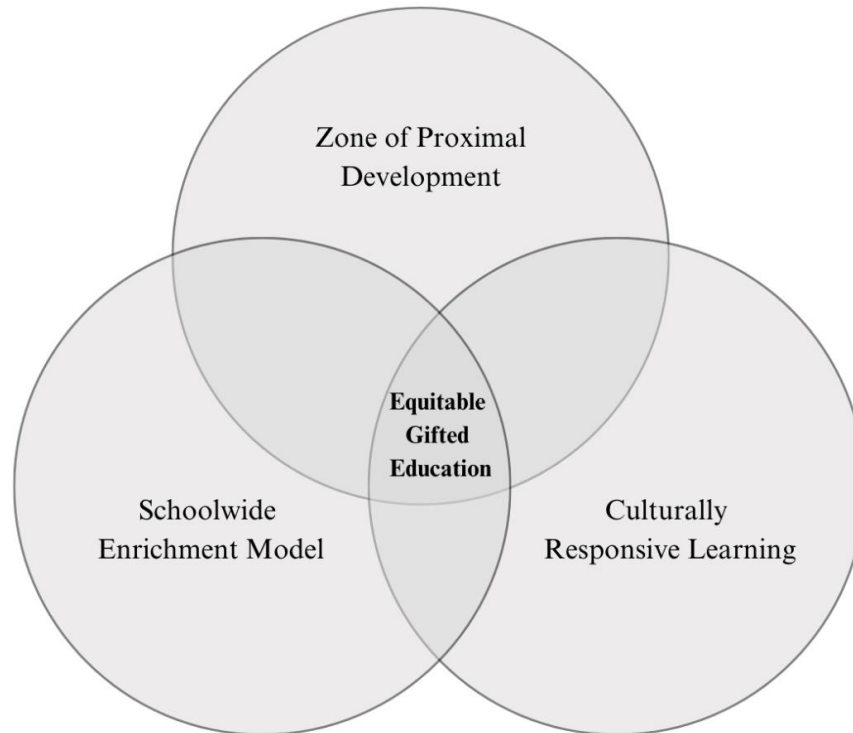 Zone of Proximal
Development
Equitable
Gifted
Education
Schoolwide
Enrichment Model
Culturally
Responsive Learning